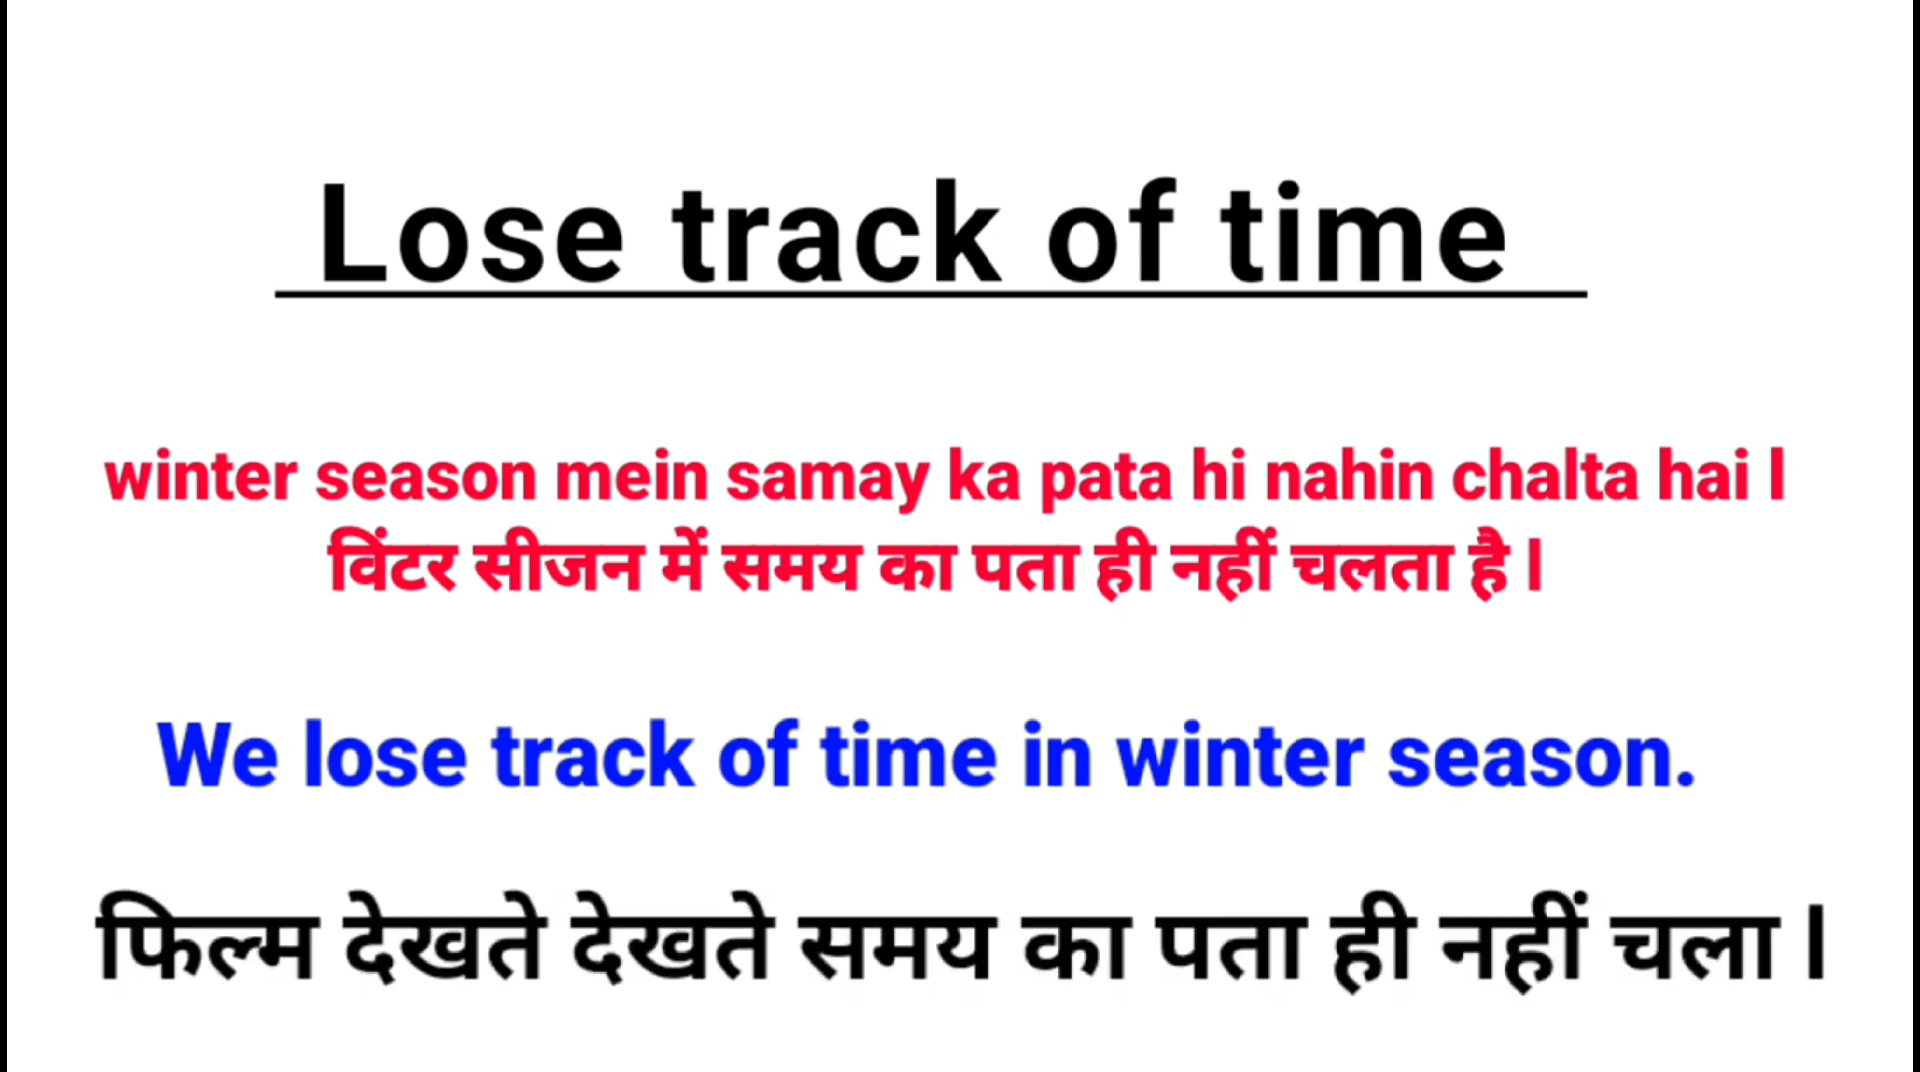 Lose track of time
winter season mein samay ka pata hi nahin chalta hai l
विंटर सीजन में समय का पता ही नहीं चलता है l
We lose track of time in winter season.
फिल्म देखते देखते समय का पता ही नहीं चला l